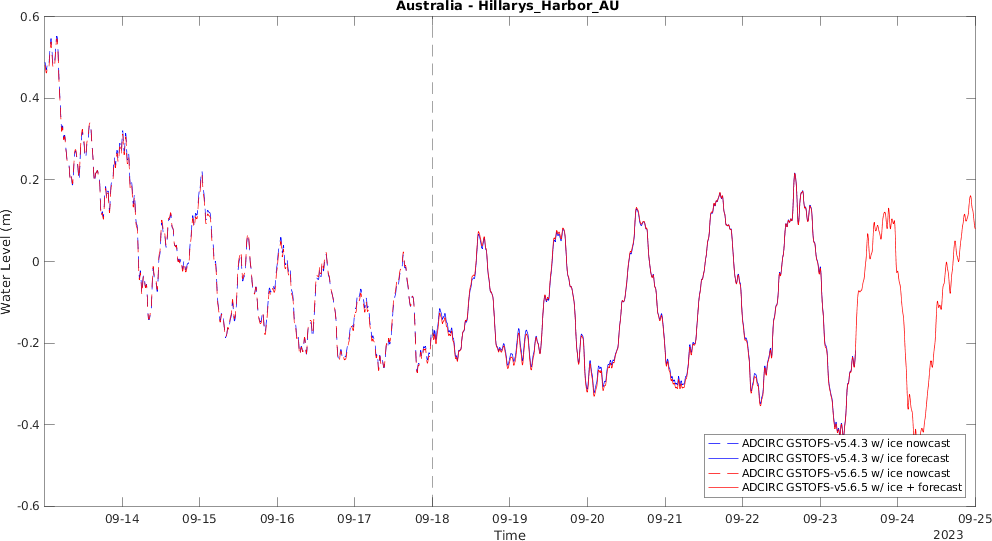 Australia - Hillarys_Harbor_AU
0.6
0.4
0.2
0
-0.2
-0.4
-0.6
Water Level (m)
ADCIRC GSTOFS-v5.4.3 w/ ice nowcast
ADCIRC GSTOFS-v5.4.3 w/ ice forecast
ADCIRC GSTOFS-v5.6.5 w/ ice nowcast
ADCIRC GSTOFS-v5.6.5 w/ ice + forecast
09-14 09-15 09-16 09-17 09-18 09-19 09-20 09-21 09-22 09-23 09-24 09-25
Time
2023